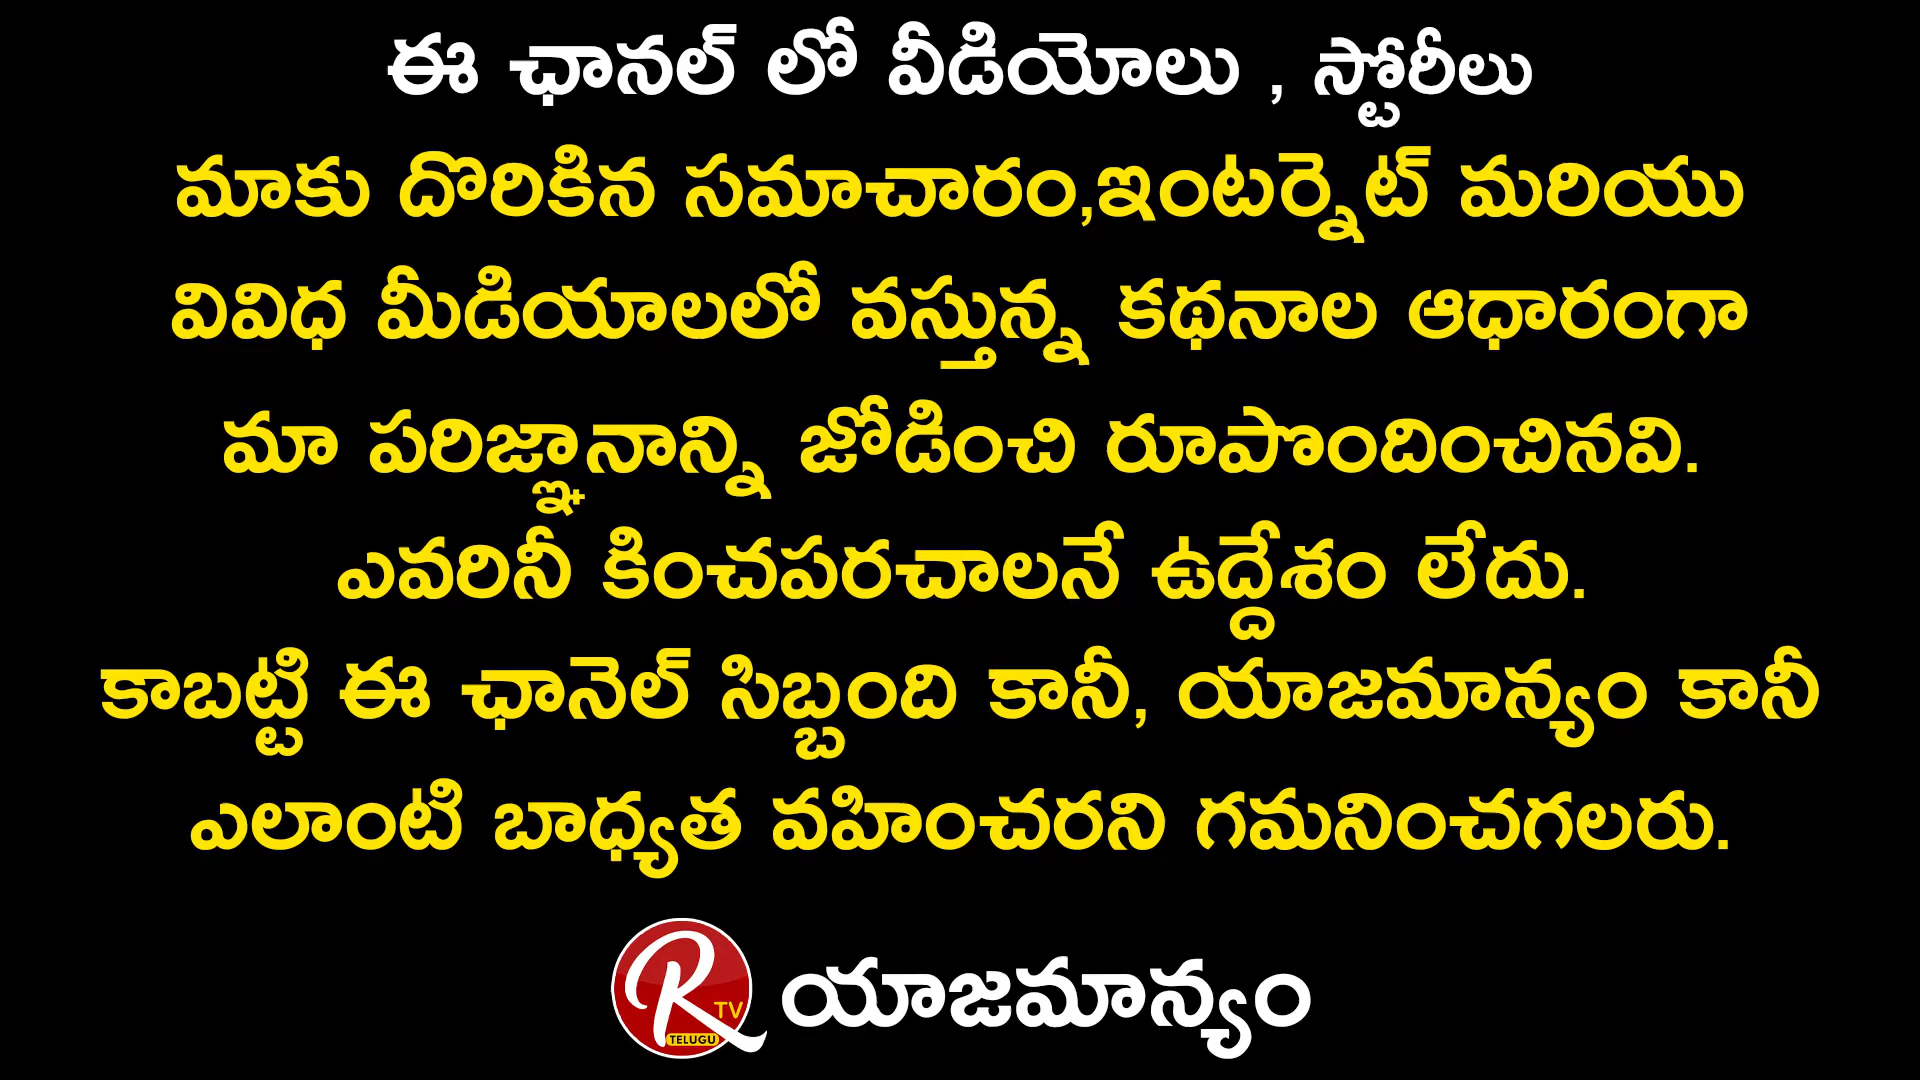 ఈ ఛానల్ లో వీడియోలు , స్టోరీలు
మాకు దొరికిన సమాచారం,ఇంటర్నెట్ మరియు
వివిధ మీడియాలలో వస్తున్న కథనాల ఆధారంగా
మా పరిజ్ఞానాన్ని జోడించి రూపొందించినవి.
ఎవరినీ కించపరచాలనే ఉద్దేశం లేదు.
కాబట్టి ఈ ఛానెల్ సిబ్బంది కానీ, యాజమాన్యం కానీ
ఎలాంటి బాధ్యత వహించరని గమనించగలరు.
R TV TELUGU యాజమాన్యం